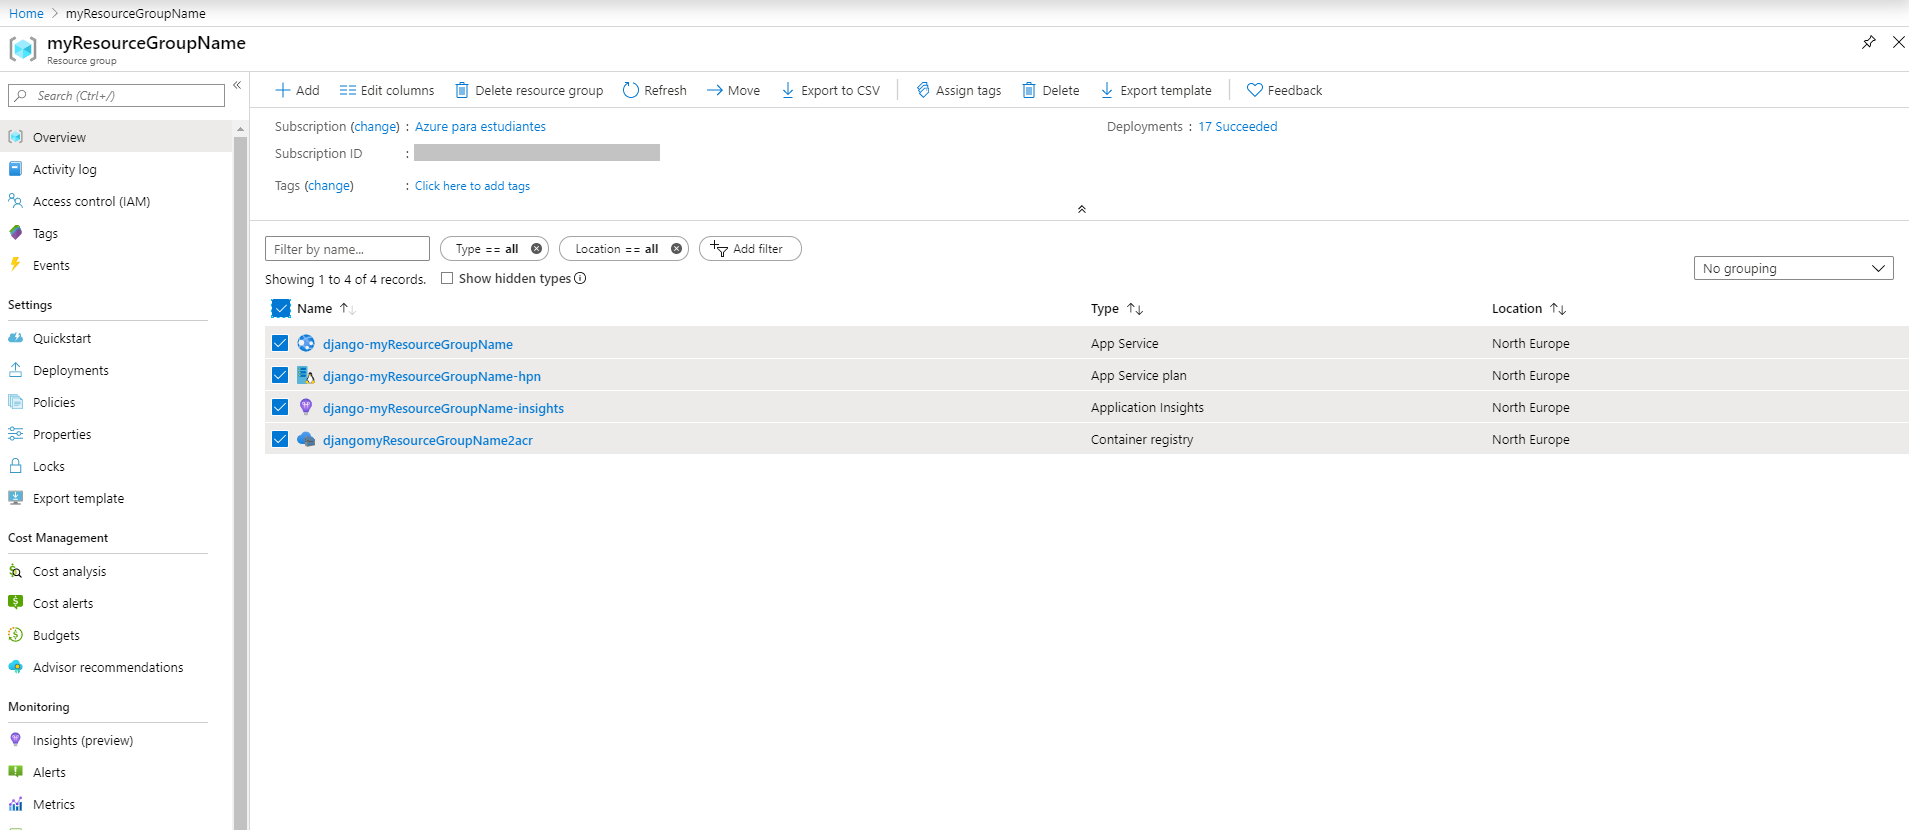 Home > myResourceGroupName
myResourceGroupName
Resource group
Search (Ctrl+/)
«
Overview
Activity log
Access control (IAM)
Tags
Events
Settings
Quickstart
Deployments
Policies
Properties
Locks
Export template
Cost Management
Cost analysis
Cost alerts
Budgets
Advisor recommendations
Monitoring
Insights (preview)
Alerts
Metrics
Add Edit columns Delete resource group Refresh Move Export to CSV Assign tags Delete Export template Feedback
Subscription (change) : Azure para estudiantes
Deployments : 17 Succeeded
Subscription ID :
Tags (change) : Click here to add tags
Filter by name... Type == all Location == all Add filter
Showing 1 to 4 of 4 records. Show hidden types
No grouping
Name Type Location
django-myResourceGroupName App Service North Europe
django-myResourceGroupName-hpn App Service plan North Europe
django-myResourceGroupName-insights Application Insights North Europe
djangomyResourceGroupName2acr Container registry North Europe